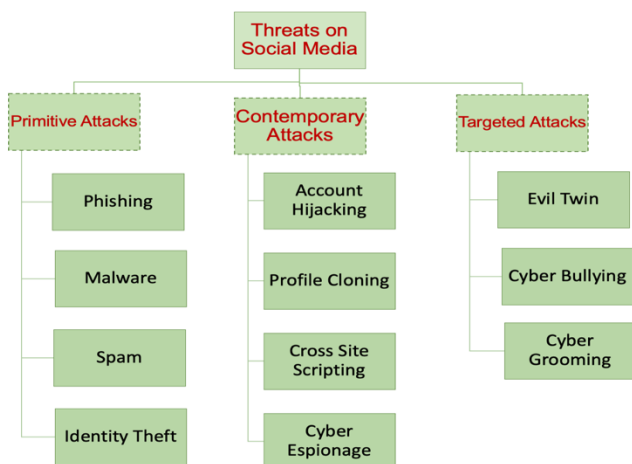 Threats on
Social Media
Primitive Attacks
Phishing
Malware
Spam
Identity Theft
Contemporary
Attacks
Account
Hijacking
Profile Cloning
Cross Site
Scripting
Cyber
Espionage
Targeted Attacks
Evil Twin
Cyber Bullying
Cyber
Grooming